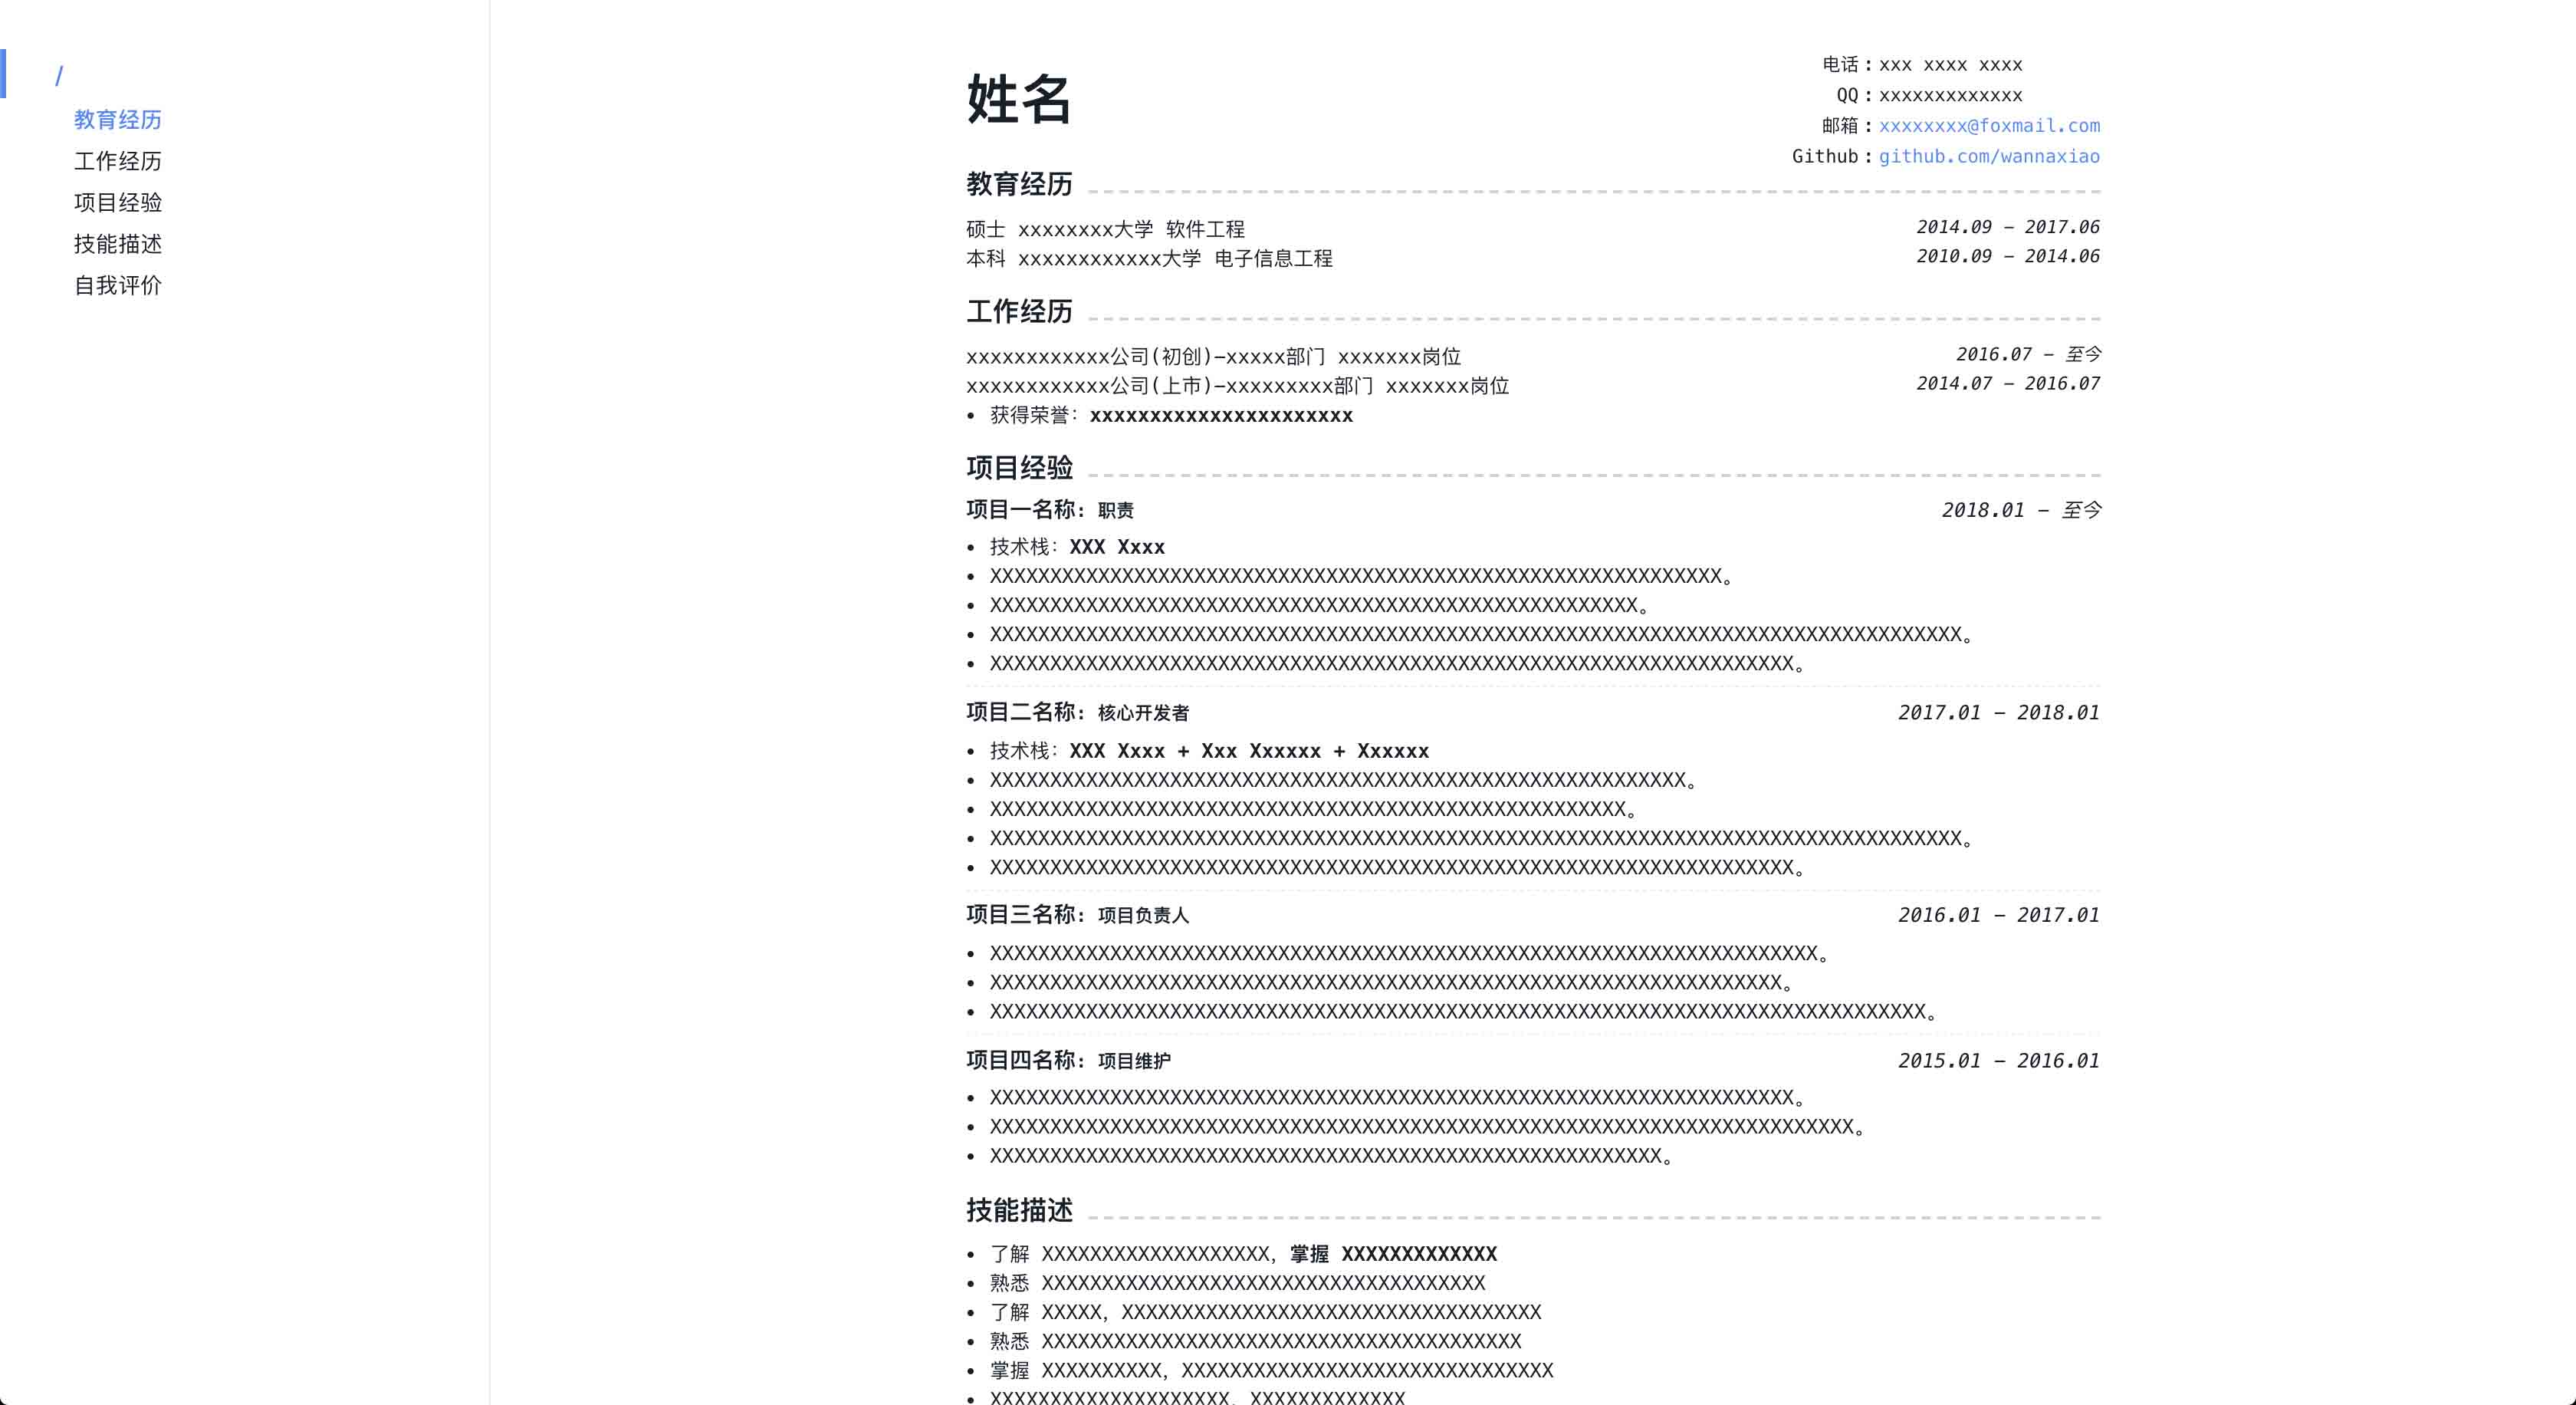 /
教育经历
工作经历
项目经验
技能描述
自我评价
姓名
电话：xxx xxxx xxxx
QQ：xxxxxxxxxxxxx
邮箱：xxxxxxxx@foxmail.com
Github：github.com/wannaxiao
教育经历
硕士 xxxxxxxx大学 软件工程 2014.09 - 2017.06
本科 xxxxxxxxxxxx大学 电子信息工程 2010.09 - 2014.06
工作经历
xxxxxxxxxxxx公司(初创)-xxxxx部门 xxxxxxx岗位 2016.07 - 至今
xxxxxxxxxxxx公司(上市)-xxxxxxxxx部门 xxxxxxx岗位 2014.07 - 2016.07
• 获得荣誉：xxxxxxxxxxxxxxxxxxxxxx
项目经验
项目一名称：职责 2018.01 - 至今
• 技术栈：XXX Xxxx
• XXXXXXXXXXXXXXXXXXXXXXXXXXXXXXXXXXXXXXXXXXXXXXXXXXXXXXXXXXXXX。
• XXXXXXXXXXXXXXXXXXXXXXXXXXXXXXXXXXXXXXXXXXXXXXXXXXXXXX。
• XXXXXXXXXXXXXXXXXXXXXXXXXXXXXXXXXXXXXXXXXXXXXXXXXXXXXXXXXXXXXXXXXXXXXXXXXXXXXXXXX。
• XXXXXXXXXXXXXXXXXXXXXXXXXXXXXXXXXXXXXXXXXXXXXXXXXXXXXXXXXXXXXXXXXXX。
项目二名称：核心开发者 2017.01 - 2018.01
• 技术栈：XXX Xxxx + Xxx Xxxxxx + Xxxxxx
• XXXXXXXXXXXXXXXXXXXXXXXXXXXXXXXXXXXXXXXXXXXXXXXXXXXXXXXXXX。
• XXXXXXXXXXXXXXXXXXXXXXXXXXXXXXXXXXXXXXXXXXXXXXXXXXXXX。
• XXXXXXXXXXXXXXXXXXXXXXXXXXXXXXXXXXXXXXXXXXXXXXXXXXXXXXXXXXXXXXXXXXXXXXXXXXXXXXXXX。
• XXXXXXXXXXXXXXXXXXXXXXXXXXXXXXXXXXXXXXXXXXXXXXXXXXXXXXXXXXXXXXXXXXX。
项目三名称：项目负责人 2016.01 - 2017.01
• XXXXXXXXXXXXXXXXXXXXXXXXXXXXXXXXXXXXXXXXXXXXXXXXXXXXXXXXXXXXXXXXXXXXX。
• XXXXXXXXXXXXXXXXXXXXXXXXXXXXXXXXXXXXXXXXXXXXXXXXXXXXXXXXXXXXXXXXXX。
• XXXXXXXXXXXXXXXXXXXXXXXXXXXXXXXXXXXXXXXXXXXXXXXXXXXXXXXXXXXXXXXXXXXXXXXXXXXXXX。
项目四名称：项目维护 2015.01 - 2016.01
• XXXXXXXXXXXXXXXXXXXXXXXXXXXXXXXXXXXXXXXXXXXXXXXXXXXXXXXXXXXXXXXXXXX。
• XXXXXXXXXXXXXXXXXXXXXXXXXXXXXXXXXXXXXXXXXXXXXXXXXXXXXXXXXXXXXXXXXXXXXXXX。
• XXXXXXXXXXXXXXXXXXXXXXXXXXXXXXXXXXXXXXXXXXXXXXXXXXXXXXXX。
技能描述
• 了解 XXXXXXXXXXXXXXXXXXX，掌握 XXXXXXXXXXXXX
• 熟悉 XXXXXXXXXXXXXXXXXXXXXXXXXXXXXXXXXXXXX
• 了解 XXXXX，XXXXXXXXXXXXXXXXXXXXXXXXXXXXXXXXXXX
• 熟悉 XXXXXXXXXXXXXXXXXXXXXXXXXXXXXXXXXXXXXXXX
• 掌握 XXXXXXXXXX，XXXXXXXXXXXXXXXXXXXXXXXXXXXXXXX
• XXXXXXXXXXXXXXXXXXXX，XXXXXXXXXXXXX